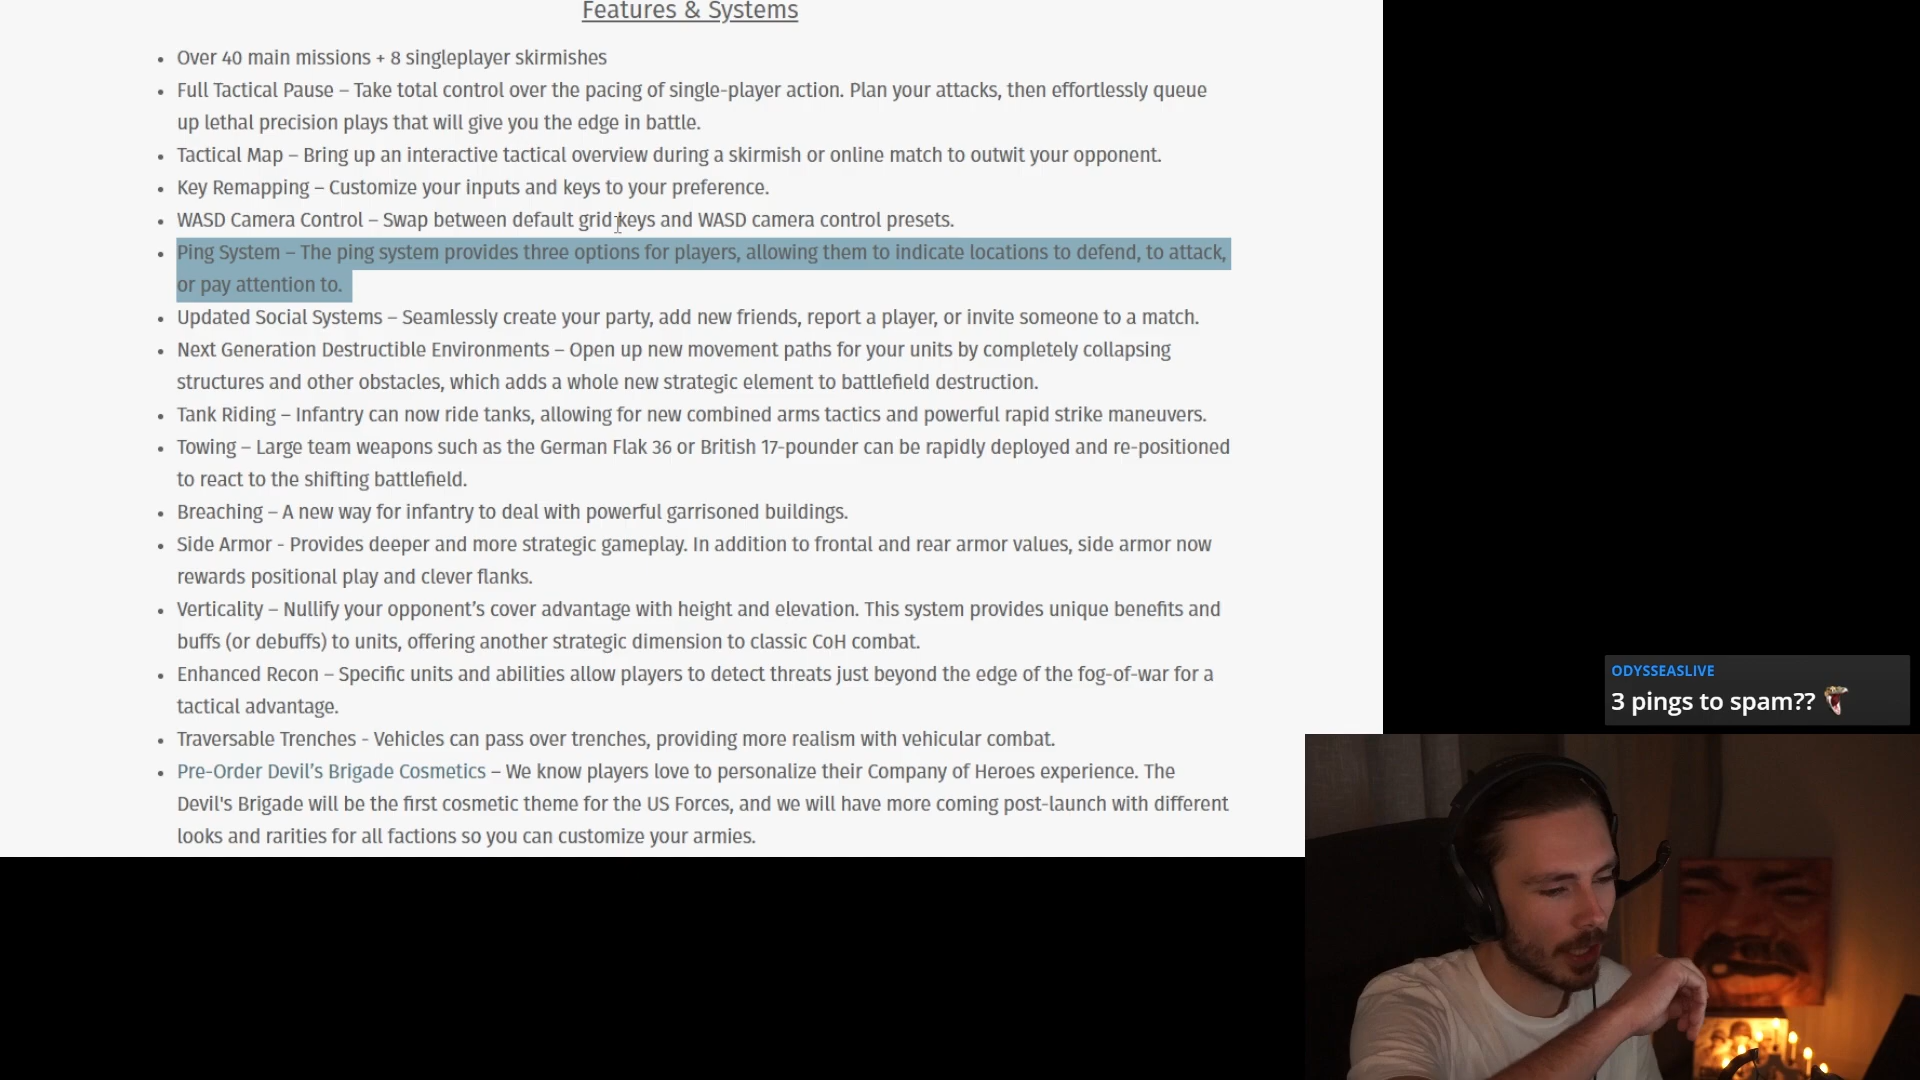 Features & Systems
• Over 40 main missions + 8 singleplayer skirmishes
• Full Tactical Pause – Take total control over the pacing of single-player action. Plan your attacks, then effortlessly queue
up lethal precision plays that will give you the edge in battle.
• Tactical Map – Bring up an interactive tactical overview during a skirmish or online match to outwit your opponent.
• Key Remapping – Customize your inputs and keys to your preference.
• WASD Camera Control – Swap between default grid keys and WASD camera control presets.
• Ping System – The ping system provides three options for players, allowing them to indicate locations to defend, to attack,
or pay attention to.
• Updated Social Systems – Seamlessly create your party, add new friends, report a player, or invite someone to a match.
• Next Generation Destructible Environments – Open up new movement paths for your units by completely collapsing
structures and other obstacles, which adds a whole new strategic element to battlefield destruction.
• Tank Riding – Infantry can now ride tanks, allowing for new combined arms tactics and powerful rapid strike maneuvers.
• Towing – Large team weapons such as the German Flak 36 or British 17-pounder can be rapidly deployed and re-positioned
to react to the shifting battlefield.
• Breaching – A new way for infantry to deal with powerful garrisoned buildings.
• Side Armor - Provides deeper and more strategic gameplay. In addition to frontal and rear armor values, side armor now
rewards positional play and clever flanks.
• Verticality – Nullify your opponent’s cover advantage with height and elevation. This system provides unique benefits and
buffs (or debuffs) to units, offering another strategic dimension to classic CoH combat.
• Enhanced Recon – Specific units and abilities allow players to detect threats just beyond the edge of the fog-of-war for a
tactical advantage.
• Traversable Trenches - Vehicles can pass over trenches, providing more realism with vehicular combat.
• Pre-Order Devil’s Brigade Cosmetics – We know players love to personalize their Company of Heroes experience. The
Devil's Brigade will be the first cosmetic theme for the US Forces, and we will have more coming post-launch with different
looks and rarities for all factions so you can customize your armies.
ODYSSEASLIVE
3 pings to spam??